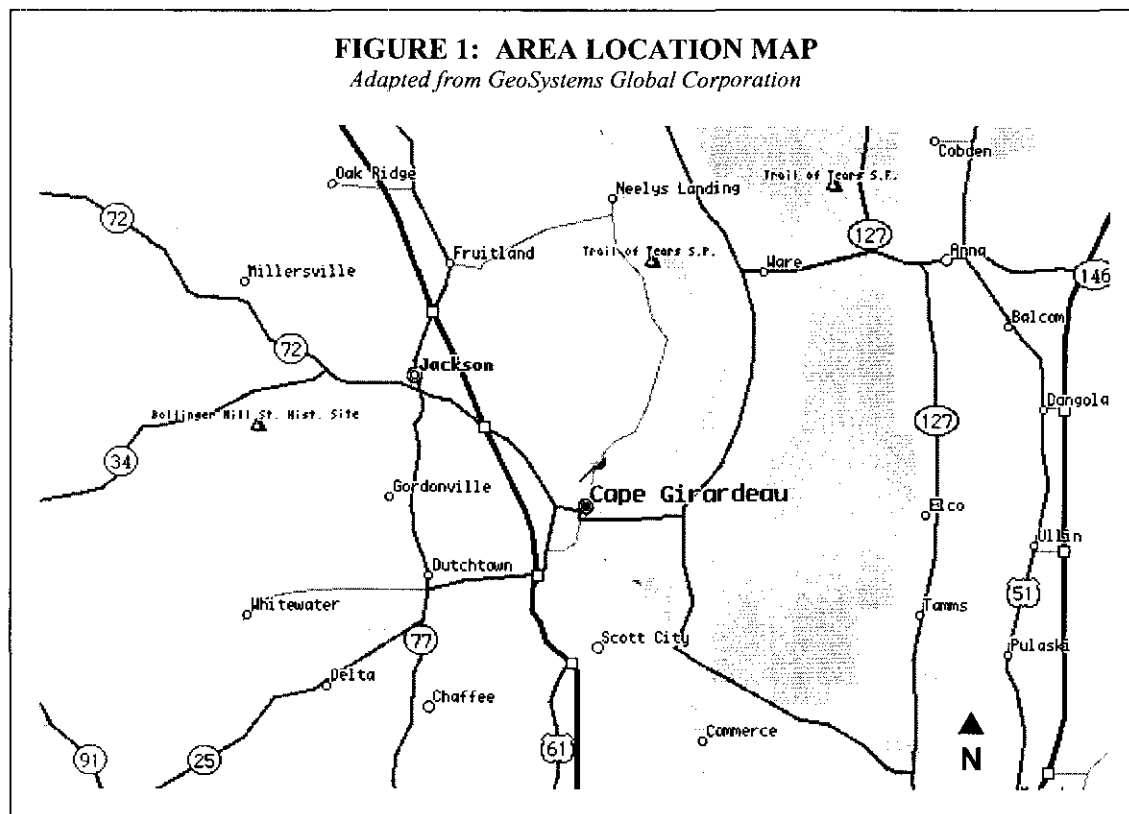 FIGURE 1: AREA LOCATION MAP
Adapted from GeoSystems Global Corporation
Cobden
Oak Ridge
Trail of Tears S.F.
Neelys Landing
72
127
Fruitland
Trail of Tears S.P.
Ware
Anna
146
Millersville
Balcom
72
Jackson
Dongola
Bollinger Mill St. Hist. Site
127
34
Gordonville
Cape Girardeau
Elco
Ullin
Dutchtown
51
Whitewater
Tamms
77
Scott City
Pulaski
Delta
Chaffee
Commerce
91
25
61
N